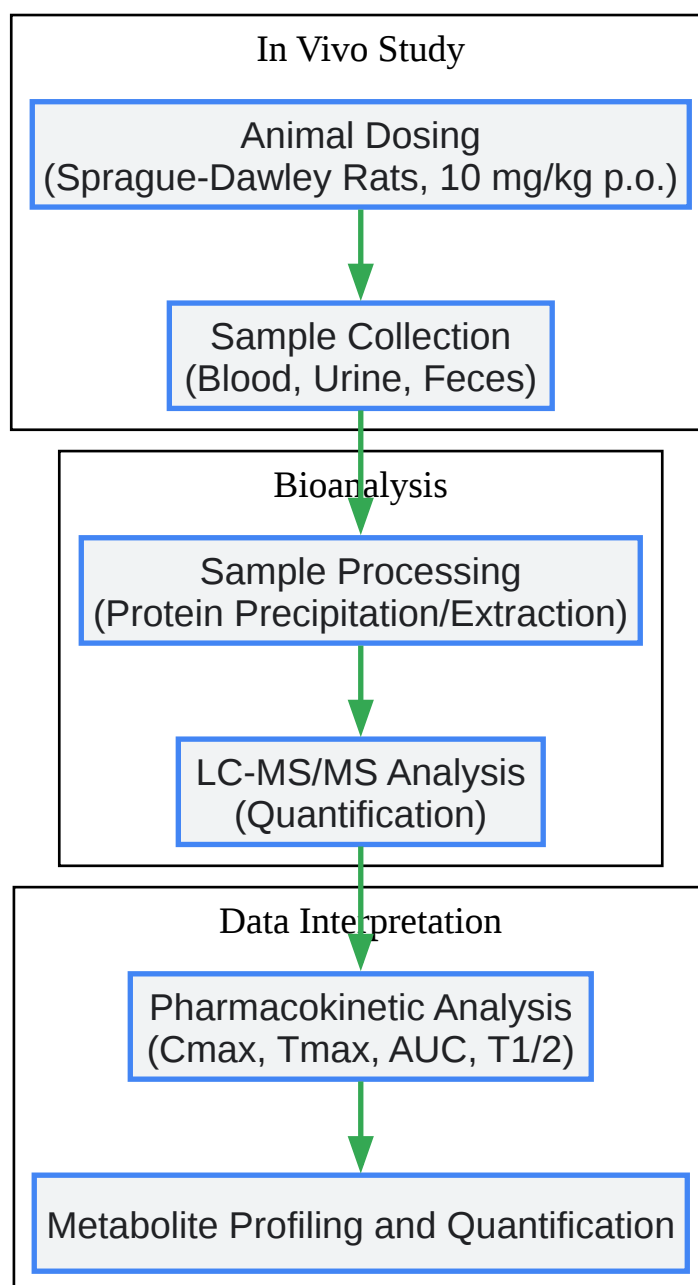 In Vivo Study
Animal Dosing
(Sprague-Dawley Rats, 10 mg/kg p.o.)
Sample Collection
(Blood, Urine, Feces)
Bioanalysis
Sample Processing
(Protein Precipitation/Extraction)
LC-MS/MS Analysis
(Quantification)
Data Interpretation
Pharmacokinetic Analysis
(Cmax, Tmax, AUC, T1/2)
Metabolite Profiling and Quantification